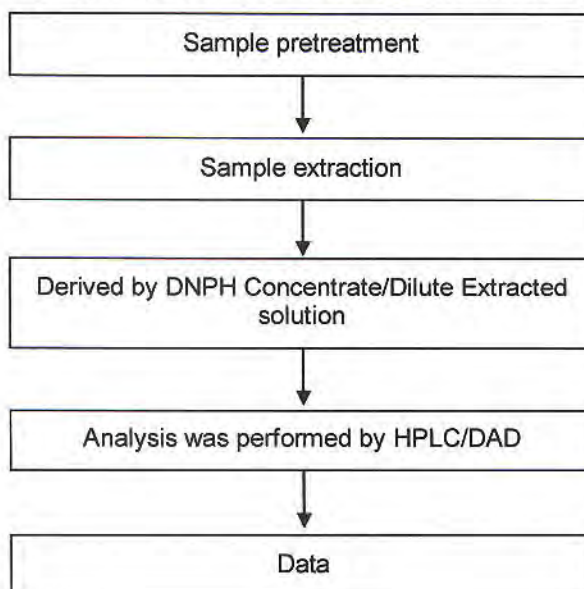 Sample pretreatment
Sample extraction
Derived by DNPH Concentrate/Dilute Extracted
solution
Analysis was performed by HPLC/DAD
Data